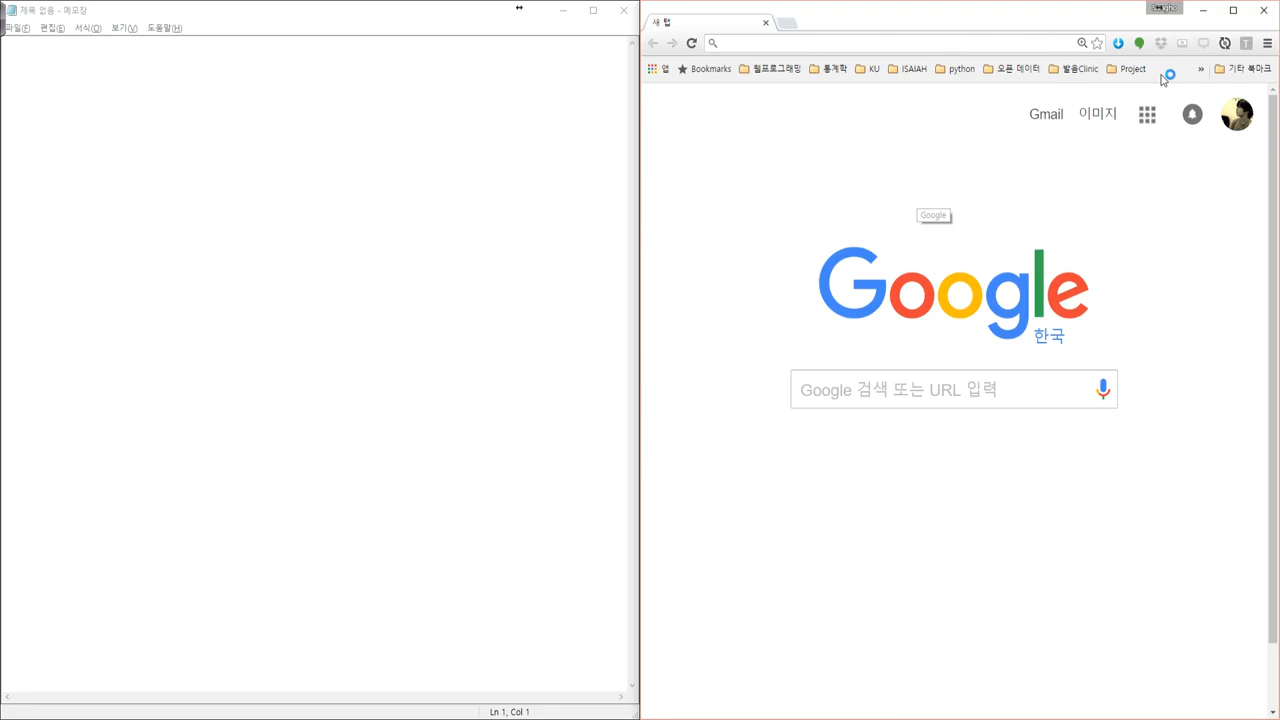 제목 없음 - 메모장
파일(F) 편집(E) 서식(O) 보기(V) 도움말(H)
Ln 1, Col 1
새 탭
앱 Bookmarks 웹프로그래밍 통계학 KU ISAIAH python 오픈 데이터 발음Clinic Project » 기타 북마크
Gmail 이미지
Google
Google
한국
Google 검색 또는 URL 입력